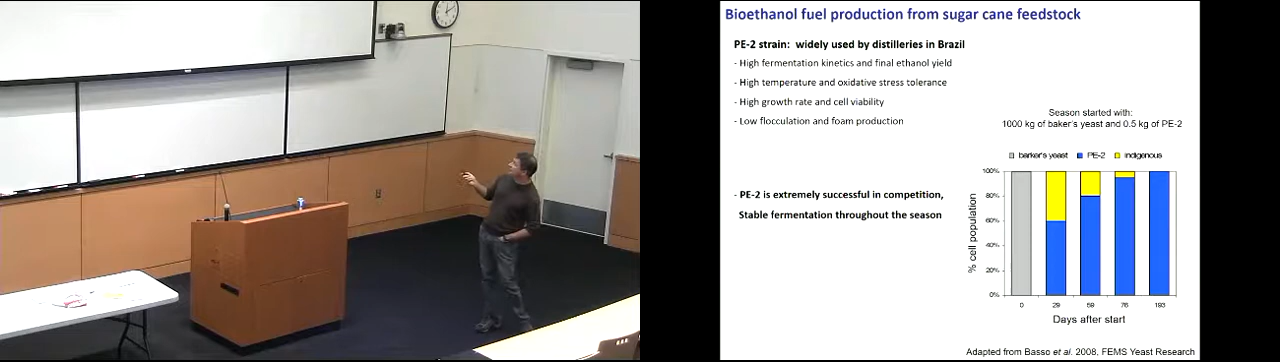 Bioethanol fuel production from sugar cane feedstock
PE-2 strain: widely used by distilleries in Brazil
- High fermentation kinetics and final ethanol yield
- High temperature and oxidative stress tolerance
- High growth rate and cell viability
- Low flocculation and foam production
- PE-2 is extremely successful in competition,
Stable fermentation throughout the season
Season started with:
1000 kg of baker's yeast and 0.5 kg of PE-2
barker's yeast PE-2 indigenous
100%
80%
60%
40%
20%
0%
% cell population
0 29 59 76 193
Days after start
Adapted from Basso et al. 2008, FEMS Yeast Research